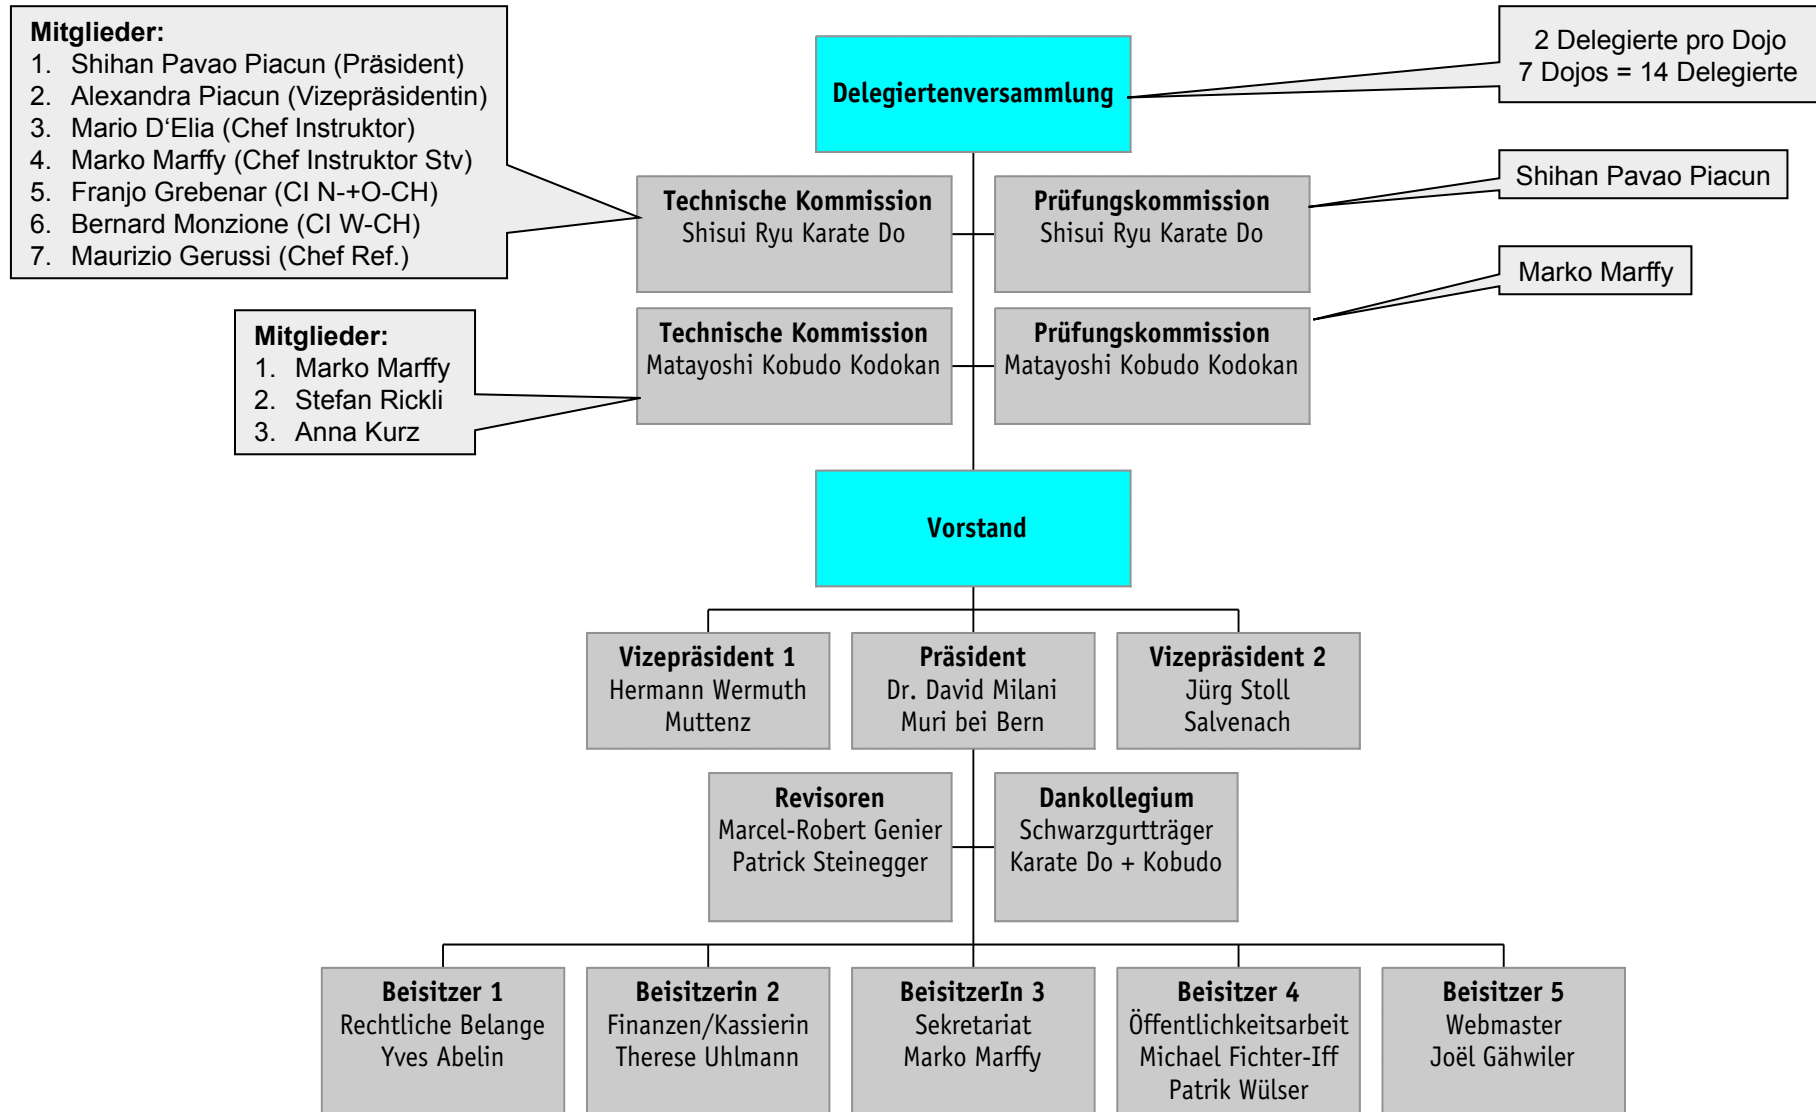 Mitglieder:
1. Shihan Pavao Piacun (Präsident)
2. Alexandra Piacun (Vizepräsidentin)
3. Mario D‘Elia (Chef Instruktor)
4. Marko Marffy (Chef Instruktor Stv)
5. Franjo Grebenar (CI N-+O-CH)
6. Bernard Monzione (CI W-CH)
7. Maurizio Gerussi (Chef Ref.)
Delegiertenversammlung
2 Delegierte pro Dojo
7 Dojos = 14 Delegierte
Technische Kommission
Shisui Ryu Karate Do
Prüfungskommission
Shisui Ryu Karate Do
Shihan Pavao Piacun
Mitglieder:
1. Marko Marffy
2. Stefan Rickli
3. Anna Kurz
Technische Kommission
Matayoshi Kobudo Kodokan
Prüfungskommission
Matayoshi Kobudo Kodokan
Marko Marffy
Vorstand
Vizepräsident 1
Hermann Wermuth
Muttenz
Präsident
Dr. David Milani
Muri bei Bern
Vizepräsident 2
Jürg Stoll
Salvenach
Revisoren
Marcel-Robert Genier
Patrick Steinegger
Dankollegium
Schwarzgurtträger
Karate Do + Kobudo
Beisitzer 1
Rechtliche Belange
Yves Abelin
Beisitzerin 2
Finanzen/Kassierin
Therese Uhlmann
BeisitzerIn 3
Sekretariat
Marko Marffy
Beisitzer 4
Öffentlichkeitsarbeit
Michael Fichter-Iff
Patrik Wülser
Beisitzer 5
Webmaster
Joël Gähwiler